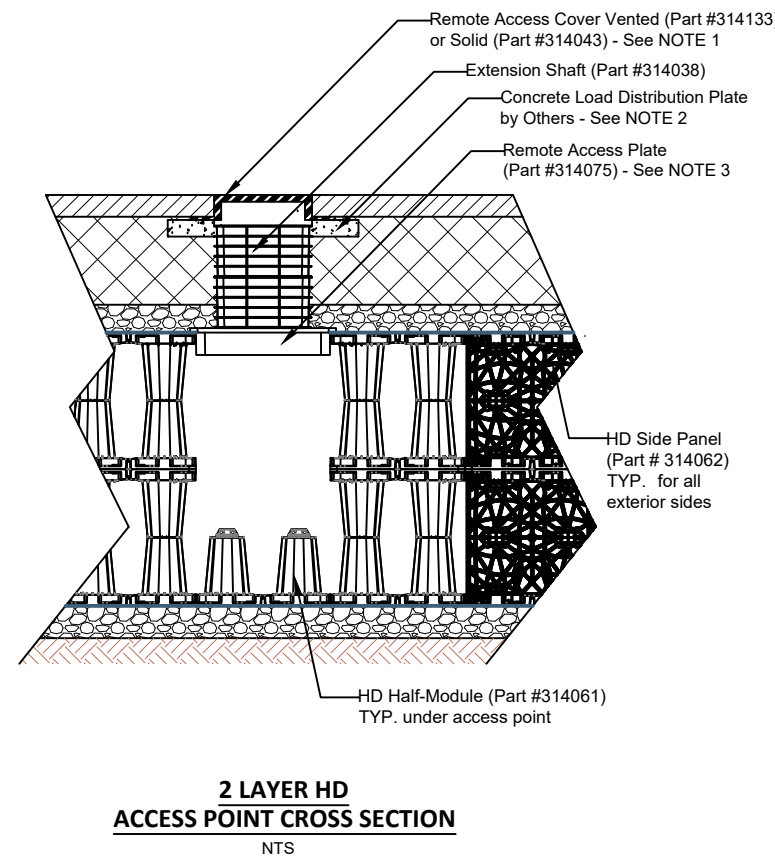 Remote Access Cover Vented (Part #314133)
or Solid (Part #314043) - See NOTE 1
Extension Shaft (Part #314038)
Concrete Load Distribution Plate
by Others - See NOTE 2
Remote Access Plate
(Part #314075) - See NOTE 3
HD Side Panel
(Part # 314062)
TYP. for all
exterior sides
HD Half-Module (Part #314061)
TYP. under access point
2 LAYER HD
ACCESS POINT CROSS SECTION
NTS